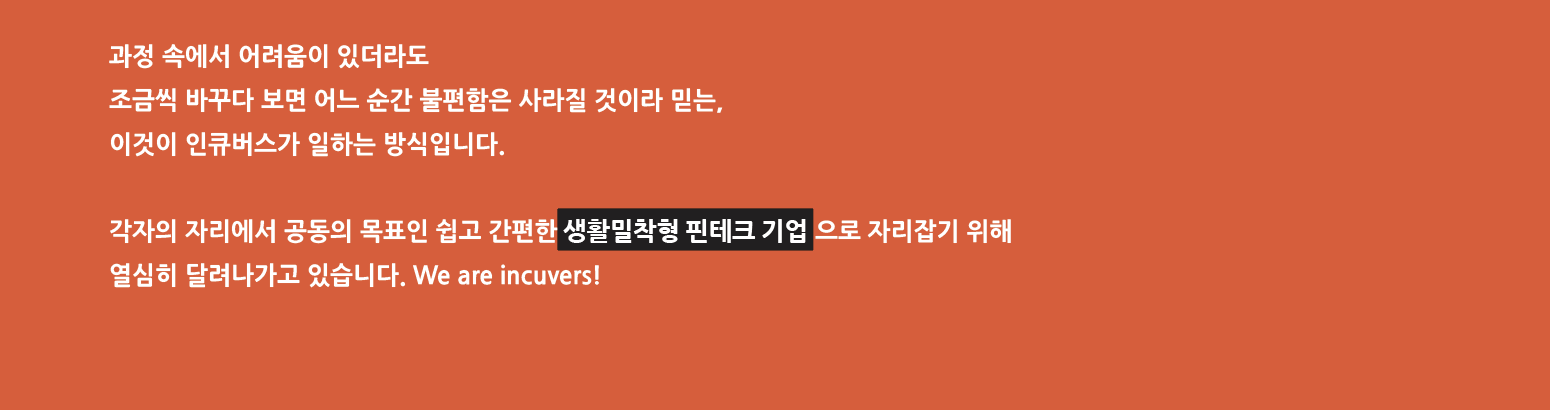 과정 속에서 어려움이 있더라도
조금씩 바꾸다 보면 어느 순간 불편함은 사라질 것이라 믿는,
이것이 인큐버스가 일하는 방식입니다.
각자의 자리에서 공동의 목표인 쉽고 간편한 생활밀착형 핀테크 기업 으로 자리잡기 위해
열심히 달려나가고 있습니다. We are incuvers!